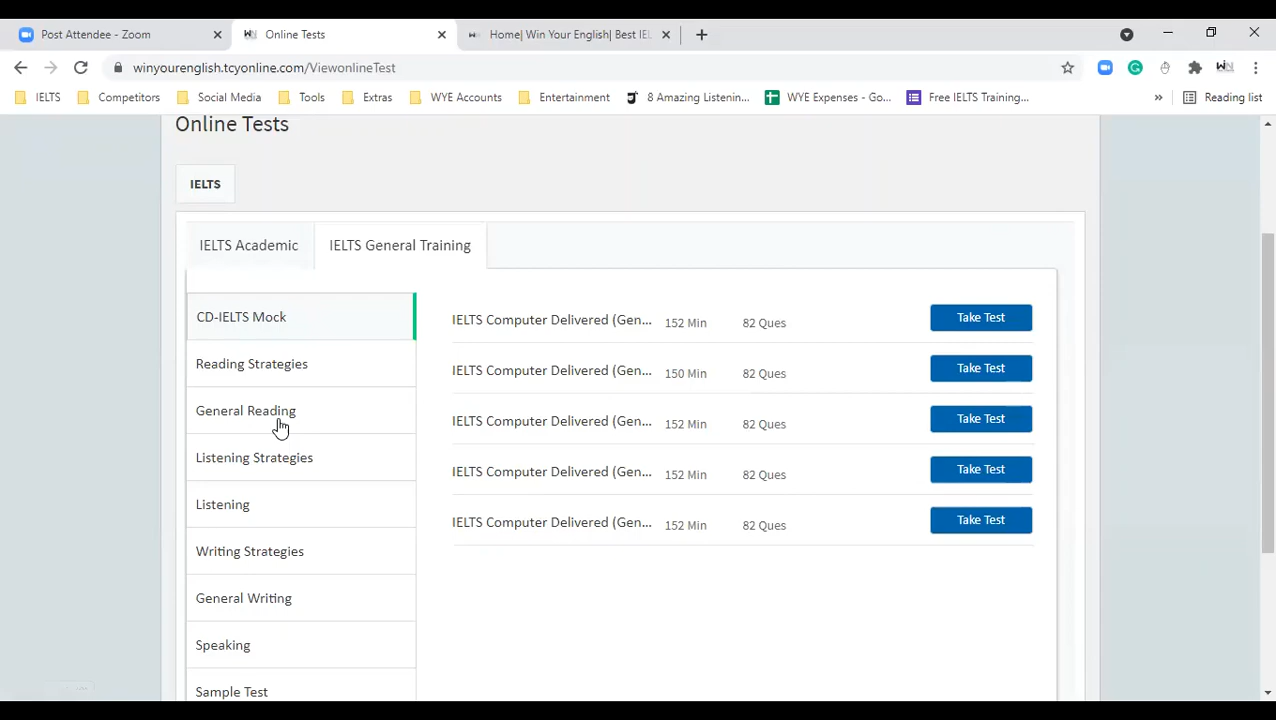 Post Attendee - Zoom
Online Tests
Home| Win Your English| Best IEL
winyourenglish.tcyonline.com/ViewonlineTest
IELTS
Competitors
Social Media
Tools
Extras
WYE Accounts
Entertainment
8 Amazing Listenin...
WYE Expenses - Go...
Free IELTS Training...
»
Reading list
Online Tests
IELTS
IELTS Academic
IELTS General Training
CD-IELTS Mock
Reading Strategies
General Reading
Listening Strategies
Listening
Writing Strategies
General Writing
Speaking
Sample Test
IELTS Computer Delivered (Gen... 152 Min 82 Ques Take Test
IELTS Computer Delivered (Gen... 150 Min 82 Ques Take Test
IELTS Computer Delivered (Gen... 152 Min 82 Ques Take Test
IELTS Computer Delivered (Gen... 152 Min 82 Ques Take Test
IELTS Computer Delivered (Gen... 152 Min 82 Ques Take Test